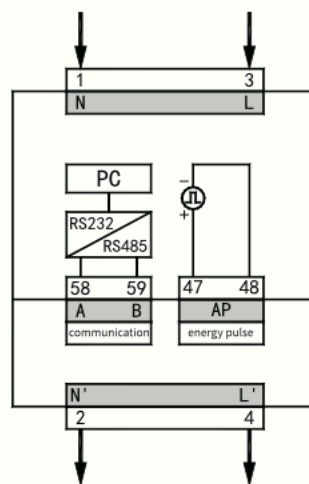 1 3
N L
PC
RS232
RS485
−
+
58 59 47 48
A B AP
communication energy pulse
N' L'
2 4